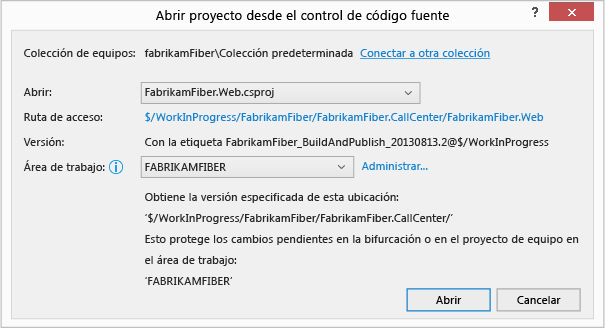 Abrir proyecto desde el control de código fuente
Colección de equipos: fabrikamFiber\Colección predeterminada Conectar a otra colección
Abrir: FabrikamFiber.Web.csproj
Ruta de acceso: $/WorkInProgress/FabrikamFiber/FabrikamFiber.CallCenter/FabrikamFiber.Web
Versión: Con la etiqueta FabrikamFiber_BuildAndPublish_20130813.2@$/WorkInProgress
Área de trabajo: FABRIKAMFIBER Administrar...
Obtiene la versión especificada de esta ubicación:
‘$/WorkInProgress/FabrikamFiber/FabrikamFiber.CallCenter/’
Esto protege los cambios pendientes en la bifurcación o en el proyecto de equipo en
el área de trabajo:
‘FABRIKAMFIBER’
Abrir Cancelar